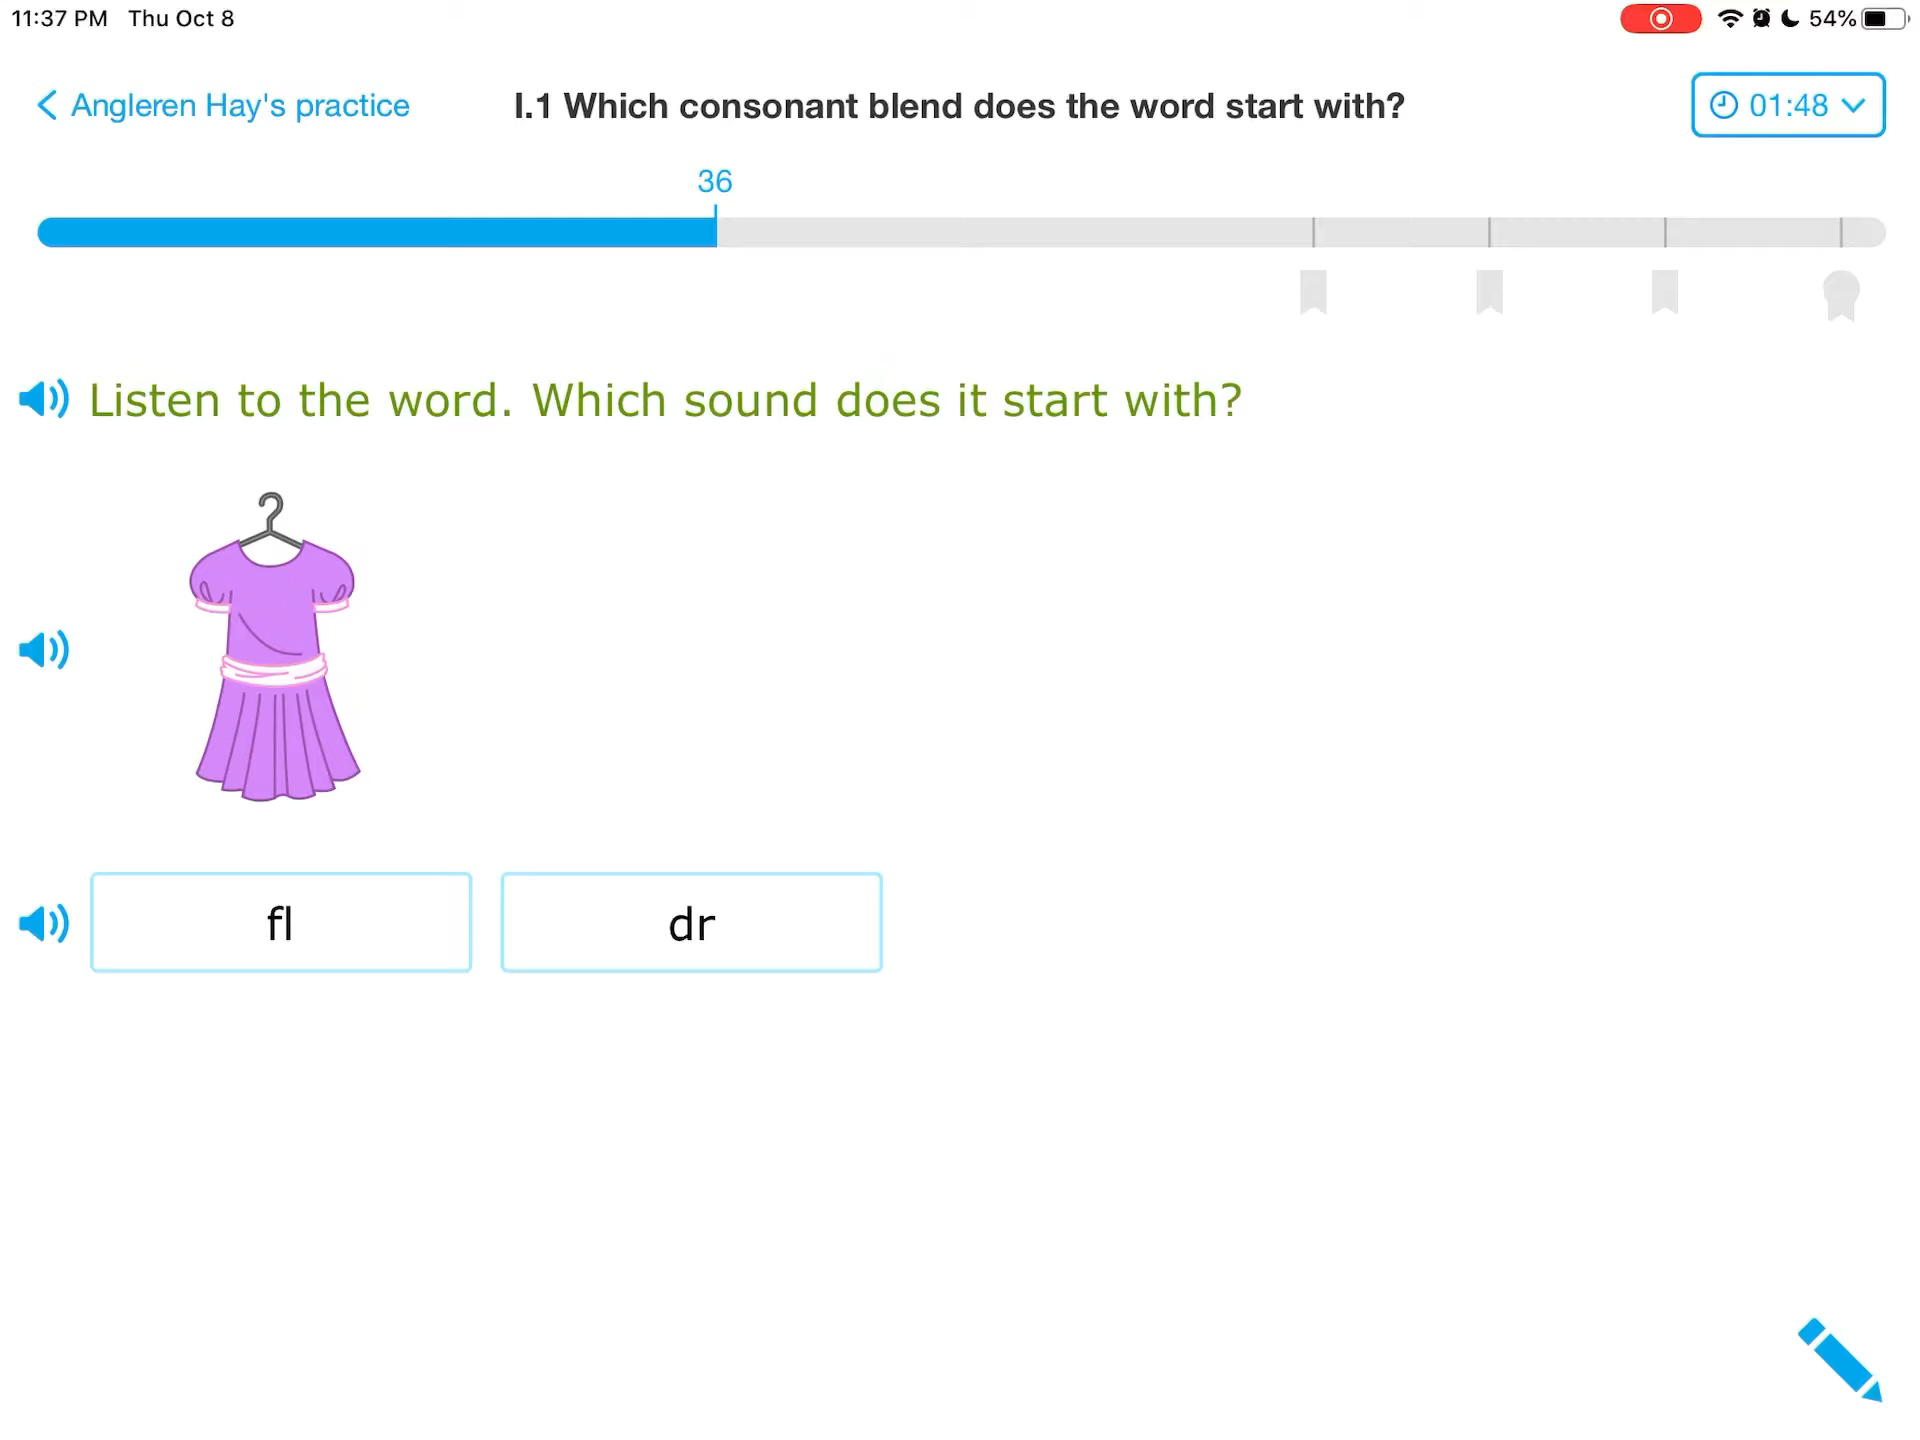 11:37 PM Thu Oct 8 54%
Angleren Hay's practice I.1 Which consonant blend does the word start with? 01:48
36
Listen to the word. Which sound does it start with?
fl dr